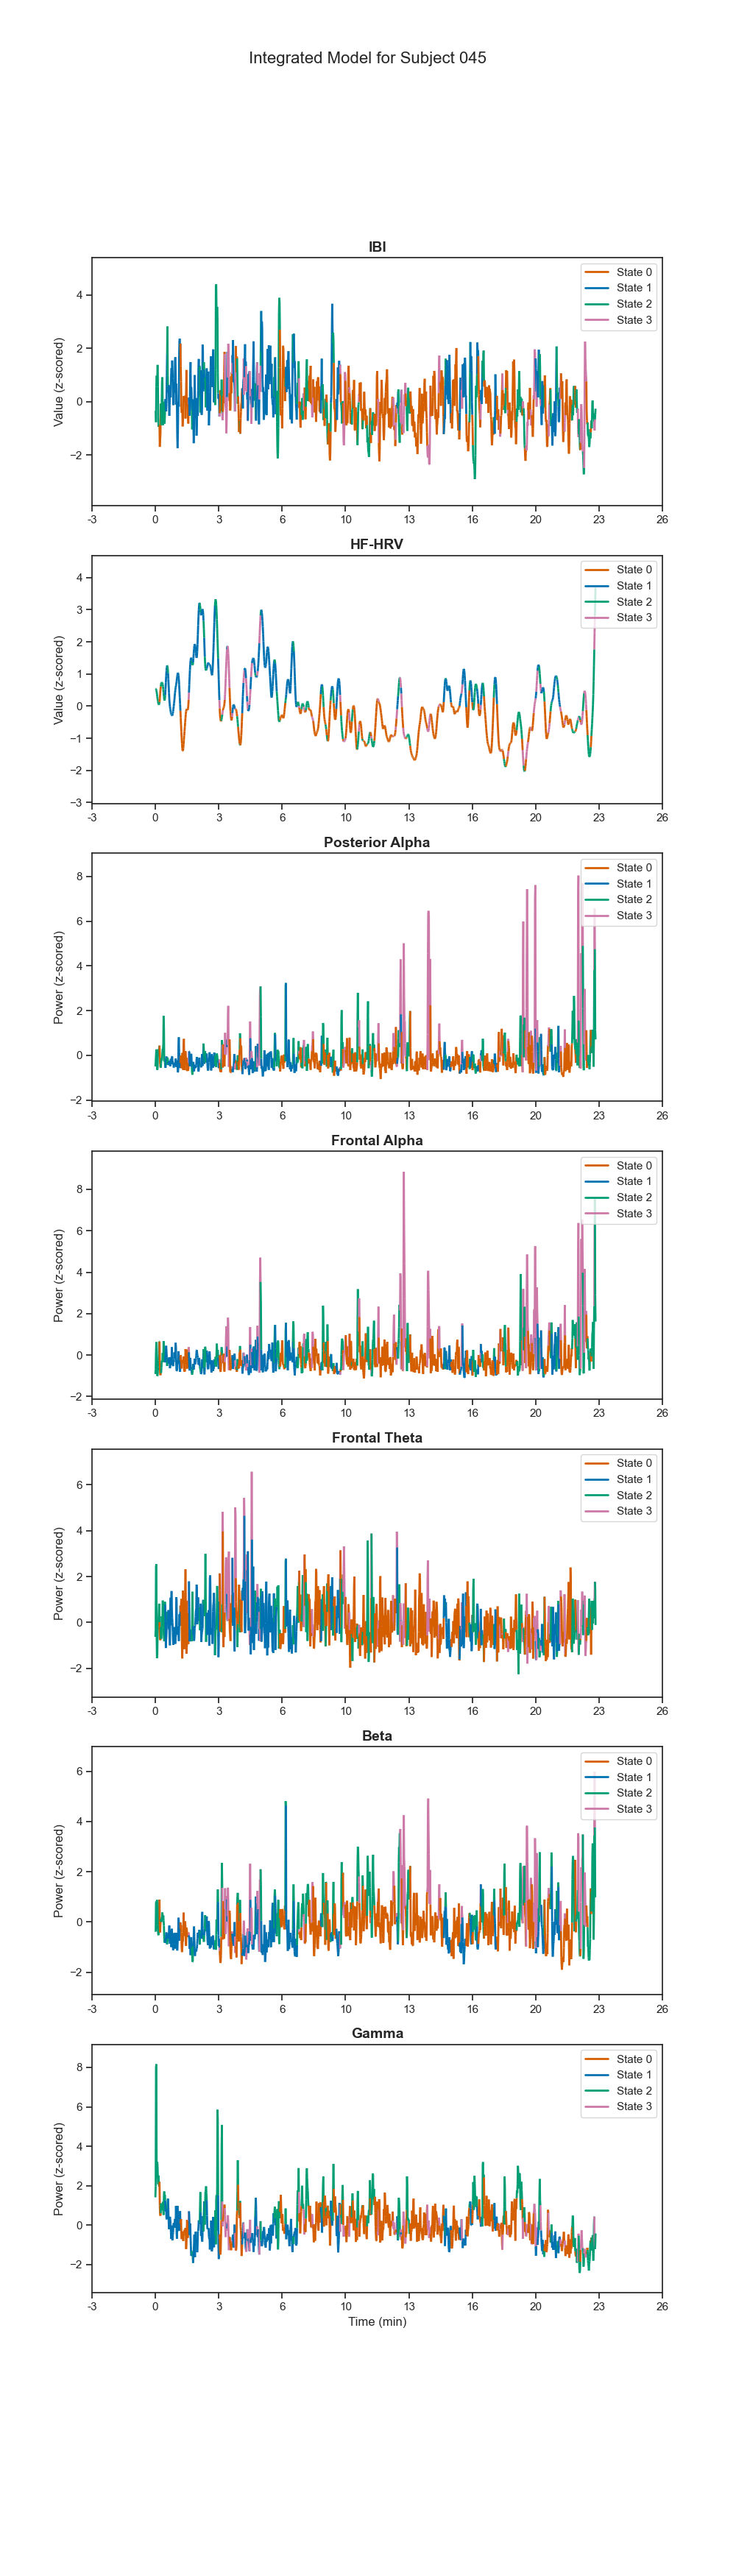 Integrated Model for Subject 045
IBI
Value (z-scored)
4
2
0
−2
State 0
State 1
State 2
State 3
-3 0 3 6 10 13 16 20 23 26
HF-HRV
Value (z-scored)
4
3
2
1
0
−1
−2
−3
State 0
State 1
State 2
State 3
-3 0 3 6 10 13 16 20 23 26
Posterior Alpha
Power (z-scored)
8
6
4
2
0
−2
State 0
State 1
State 2
State 3
-3 0 3 6 10 13 16 20 23 26
Frontal Alpha
Power (z-scored)
8
6
4
2
0
−2
State 0
State 1
State 2
State 3
-3 0 3 6 10 13 16 20 23 26
Frontal Theta
Power (z-scored)
6
4
2
0
−2
State 0
State 1
State 2
State 3
-3 0 3 6 10 13 16 20 23 26
Beta
Power (z-scored)
6
4
2
0
−2
State 0
State 1
State 2
State 3
-3 0 3 6 10 13 16 20 23 26
Gamma
Power (z-scored)
8
6
4
2
0
−2
State 0
State 1
State 2
State 3
-3 0 3 6 10 13 16 20 23 26
Time (min)